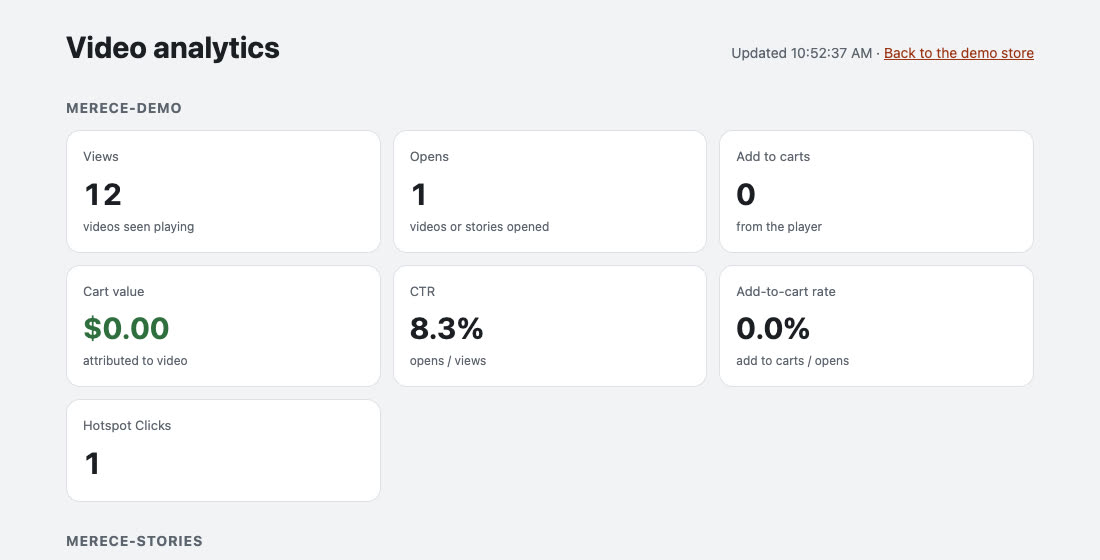 Video analytics
Updated 10:52:37 AM · Back to the demo store
MERECE-DEMO
Views
12
videos seen playing
Opens
1
videos or stories opened
Add to carts
0
from the player
Cart value
$0.00
attributed to video
CTR
8.3%
opens / views
Add-to-cart rate
0.0%
add to carts / opens
Hotspot Clicks
1
MERECE-STORIES